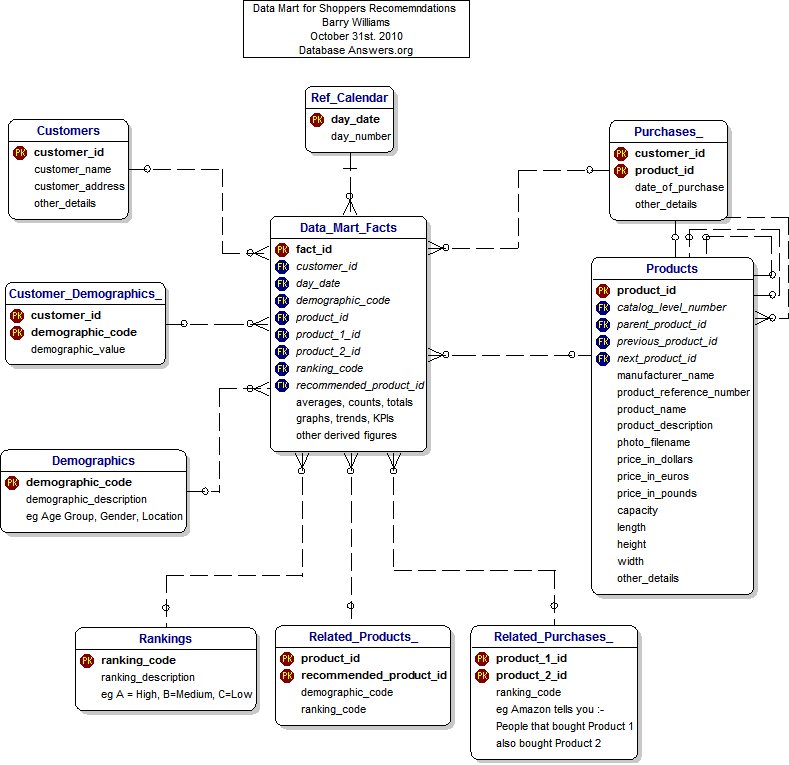 Data Mart for Shoppers Recomemndations
Barry Williams
October 31st. 2010
Database Answers.org
Ref_Calendar
PK day_date
day_number
Customers
PK customer_id
customer_name
customer_address
other_details
Purchases_
PK customer_id
PK product_id
date_of_purchase
other_details
Data_Mart_Facts
PK fact_id
FK customer_id
FK day_date
FK demographic_code
FK product_id
FK product_1_id
FK product_2_id
FK ranking_code
FK recommended_product_id
averages, counts, totals
graphs, trends, KPIs
other derived figures
Customer_Demographics_
PK customer_id
PK demographic_code
demographic_value
Products
PK product_id
FK catalog_level_number
FK parent_product_id
FK previous_product_id
FK next_product_id
manufacturer_name
product_reference_number
product_name
product_description
photo_filename
price_in_dollars
price_in_euros
price_in_pounds
capacity
length
height
width
other_details
Demographics
PK demographic_code
demographic_description
eg Age Group, Gender, Location
Rankings
PK ranking_code
ranking_description
eg A = High, B=Medium, C=Low
Related_Products_
PK product_id
PK recommended_product_id
demographic_code
ranking_code
Related_Purchases_
PK product_1_id
PK product_2_id
ranking_code
eg Amazon tells you :-
People that bought Product 1
also bought Product 2